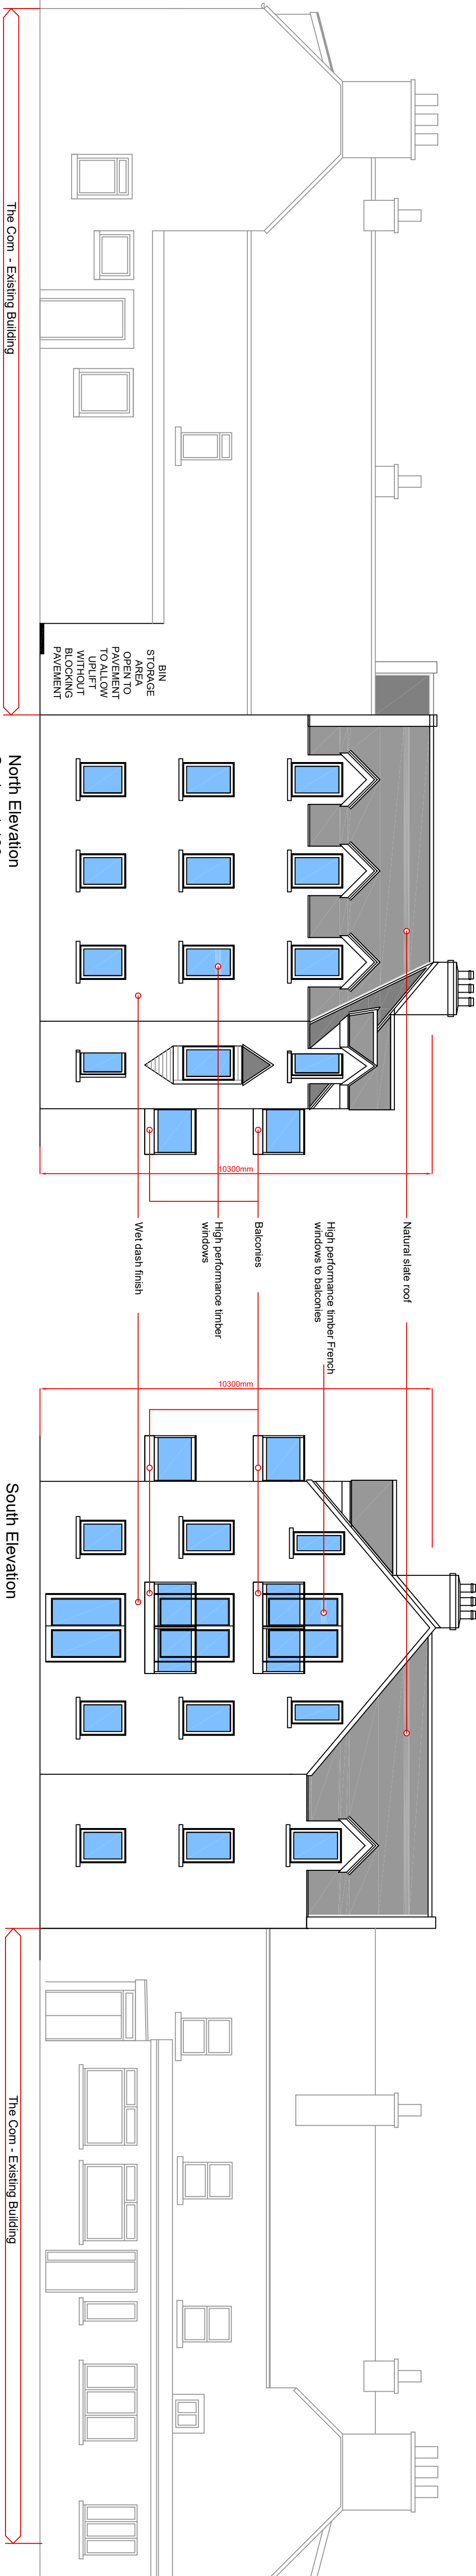 The Com - Existing Building
BIN
STORAGE
AREA
OPEN TO
PAVEMENT
TO ALLOW
UPLIFT
WITHOUT
BLOCKING
PAVEMENT
North Elevation
10300mm
Natural slate roof
High performance timber French
windows to balconies
Balconies
High performance timber
windows
Wet dash finish
10300mm
South Elevation
The Com - Existing Building